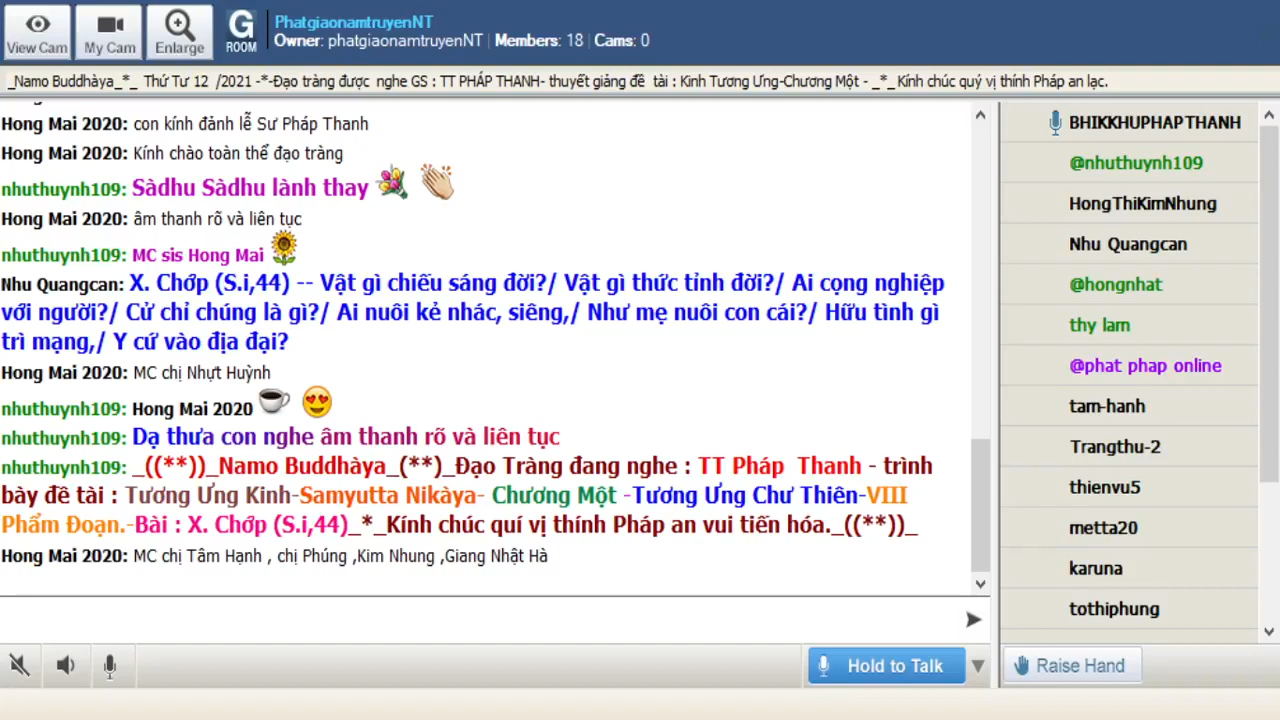 View Cam
My Cam
Enlarge
G
ROOM
PhatgiaonamtruyenNT
Owner: phatgiaonamtruyenNT | Members: 18 | Cams: 0
_Namo Buddhàya_*_ Thứ Tư 12 /2021 -*-Đạo tràng được nghe GS : TT PHÁP THANH- thuyết giảng đề tài : Kinh Tương Ưng-Chương Một - _*_ Kính chúc quý vị thính Pháp an lạc.
Hong Mai 2020: con kính đảnh lễ Sư Pháp Thanh
Hong Mai 2020: Kính chào toàn thể đạo tràng
nhuthuynh109: Sàdhu Sàdhu lành thay
Hong Mai 2020: âm thanh rõ và liên tục
nhuthuynh109: MC sis Hong Mai
Nhu Quangcan: X. Chớp (S.i,44) -- Vật gì chiếu sáng đời?/ Vật gì thức tỉnh đời?/ Ai cọng nghiệp
với người?/ Cử chỉ chúng là gì?/ Ai nuôi kẻ nhác, siêng,/ Như mẹ nuôi con cái?/ Hữu tình gì
trì mạng,/ Y cứ vào địa đại?
Hong Mai 2020: MC chị Nhựt Huỳnh
nhuthuynh109: Hong Mai 2020
nhuthuynh109: Dạ thưa con nghe âm thanh rõ và liên tục
nhuthuynh109: _((**))_Namo Buddhàya_(**)_Đạo Tràng đang nghe : TT Pháp Thanh - trình
bày đề tài : Tương Ưng Kinh-Samyutta Nikàya- Chương Một -Tương Ưng Chư Thiên-VIII
Phẩm Đoạn.-Bài : X. Chớp (S.i,44)_*_Kính chúc quí vị thính Pháp an vui tiến hóa._((**))_
Hong Mai 2020: MC chị Tâm Hạnh , chị Phúng ,Kim Nhung ,Giang Nhật Hà
BHIKKHUPHAPTHANH
@nhuthuynh109
HongThiKimNhung
Nhu Quangcan
@hongnhat
thy lam
@phat phap online
tam-hanh
Trangthu-2
thienvu5
metta20
karuna
tothiphung
Hold to Talk
Raise Hand